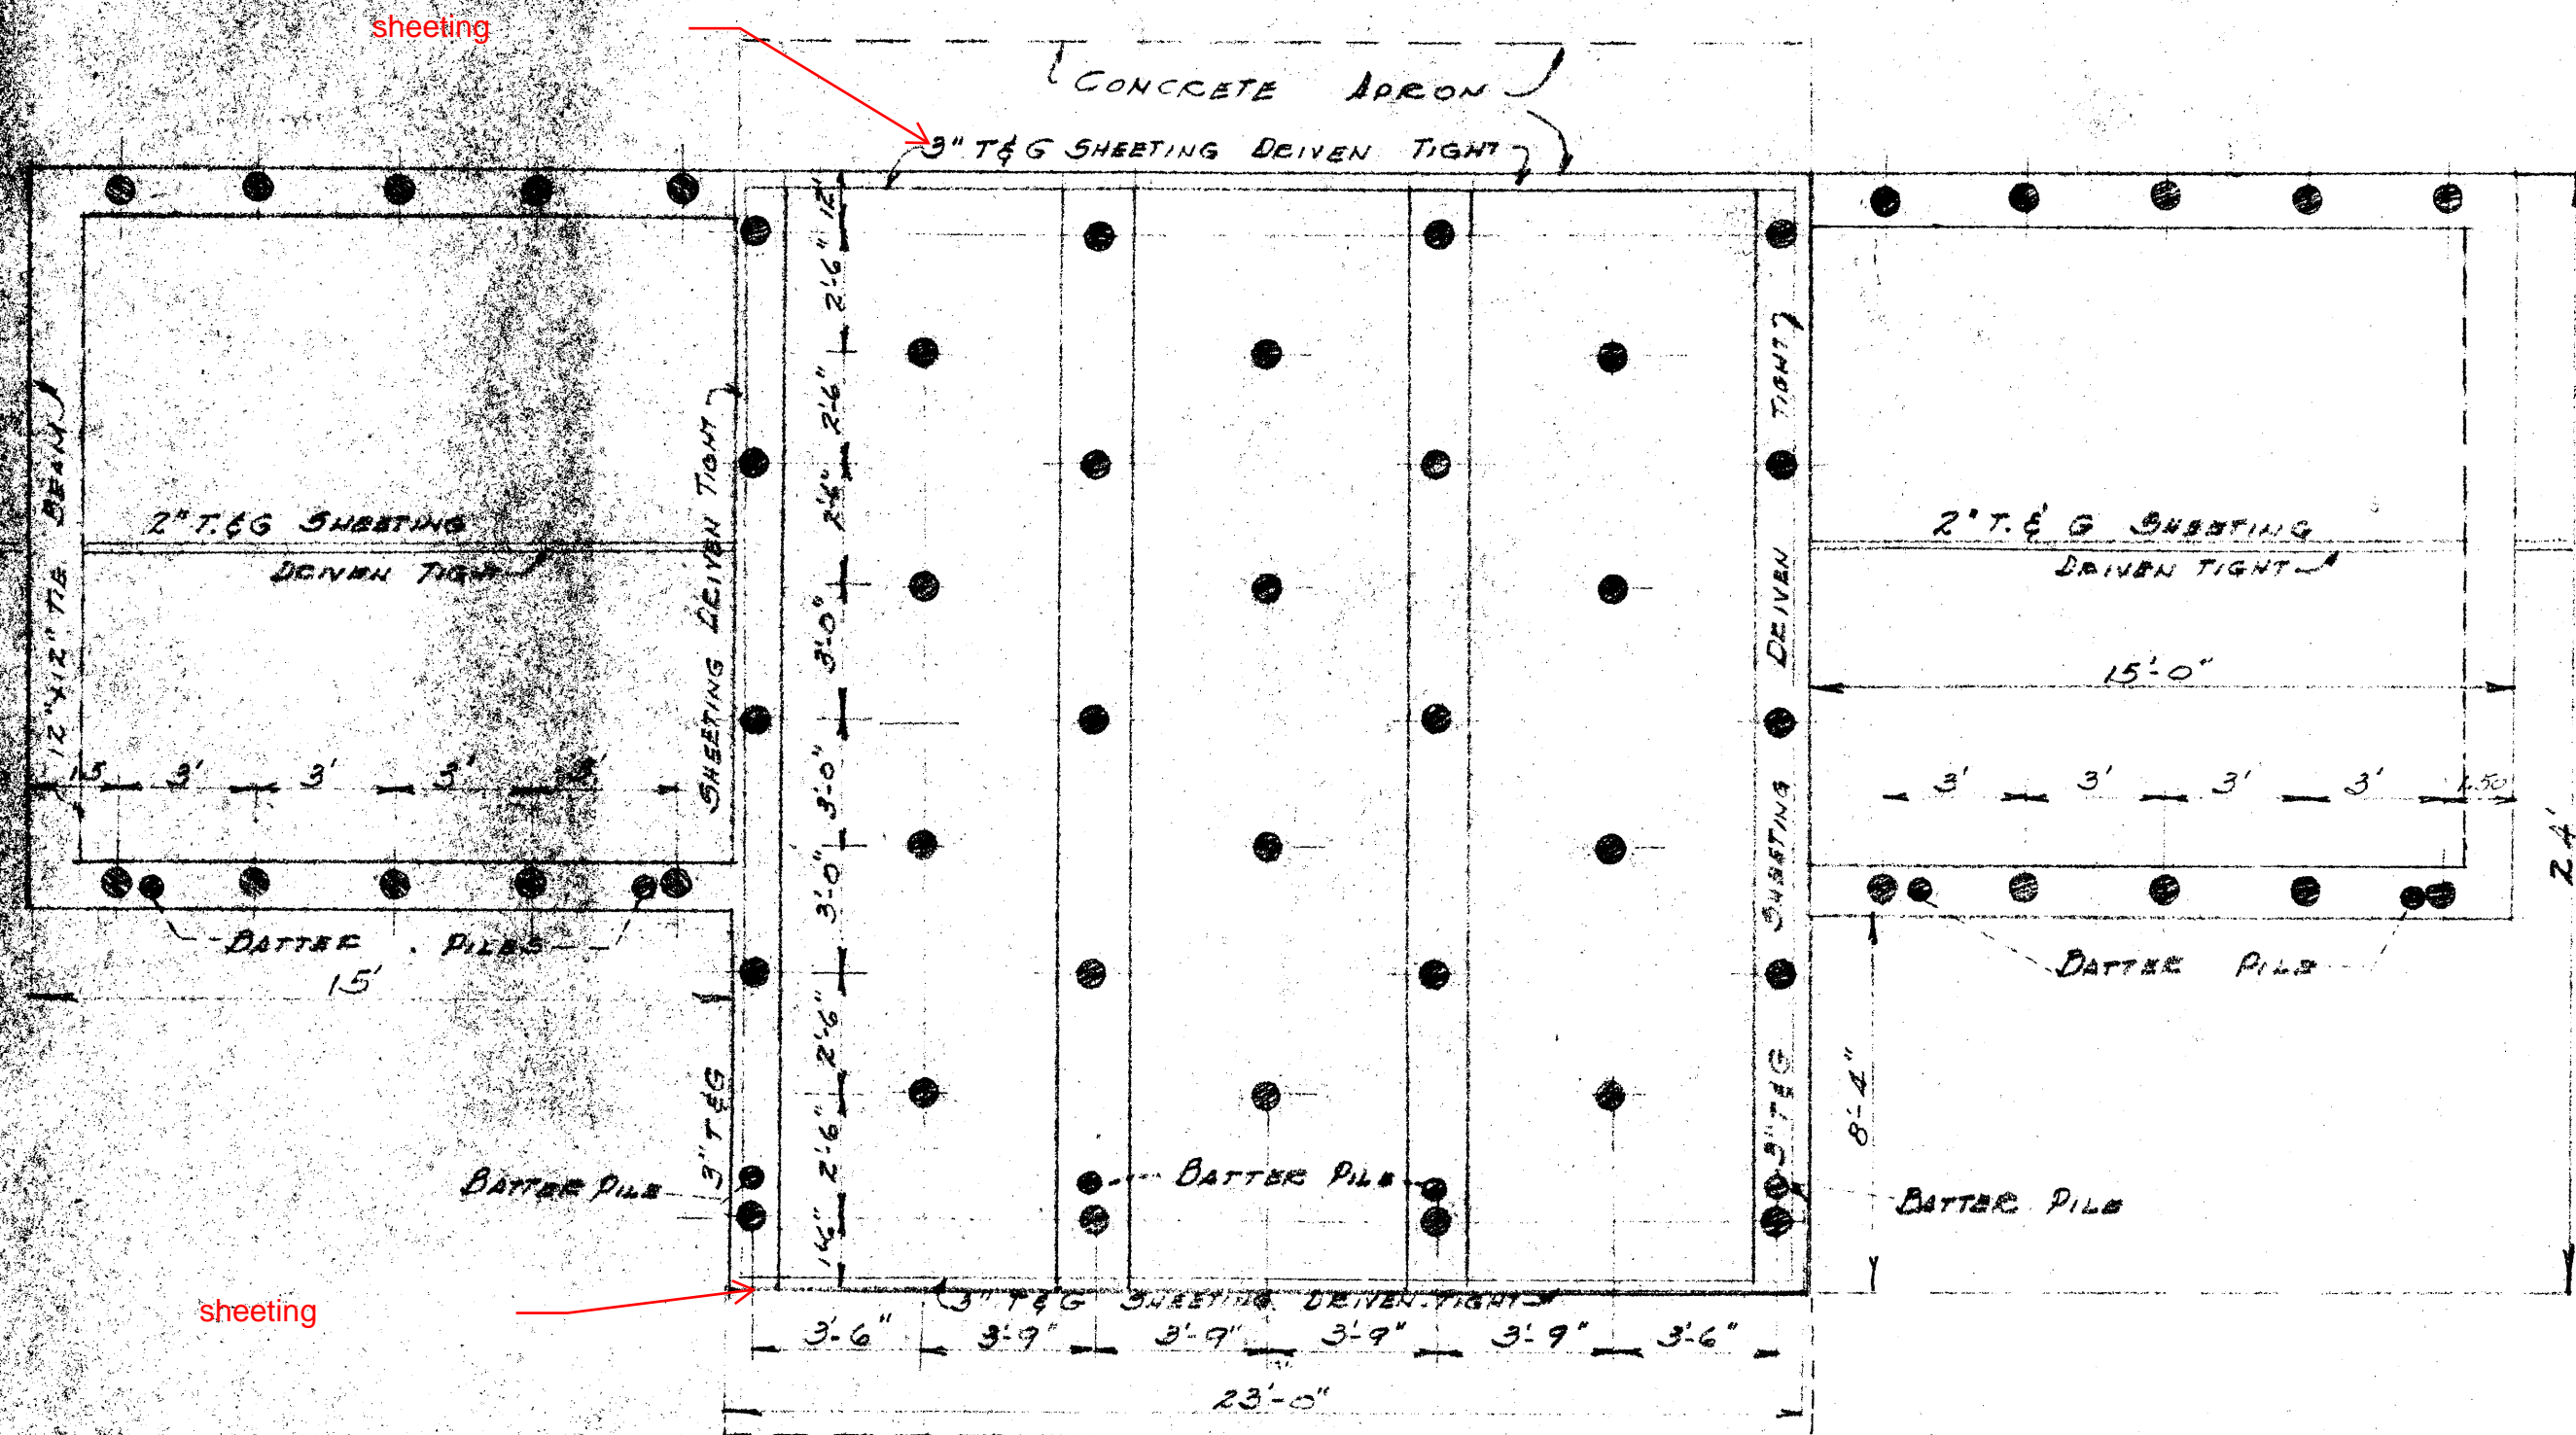 sheeting
CONCRETE APRON
3" T&G SHEETING DRIVEN TIGHT
12"
2'-6"
2'-6"
2'-6"
3'-0"
3'-0"
3'-0"
2'-6"
2'-6"
1'-6"
12"x12" TIE BEAM
2" T.&G SHEETING
DRIVEN TIGHT
3" T&G SHEETING DRIVEN TIGHT
3" T&G SHEETING DRIVEN TIGHT
2" T. & G SHEETING
DRIVEN TIGHT
15'-0"
1.5 3' 3' 3' 3'
3' 3' 3' 3' 1.50
24'
BATTER PILES
15'
BATTER PILE
8'-4"
BATTER PILE
BATTER PILE
BATTER PILE
sheeting
3" T&G SHEETING DRIVEN TIGHT
3'-6" 3'-9" 3'-9" 3'-9" 3'-9" 3'-6"
23'-0"